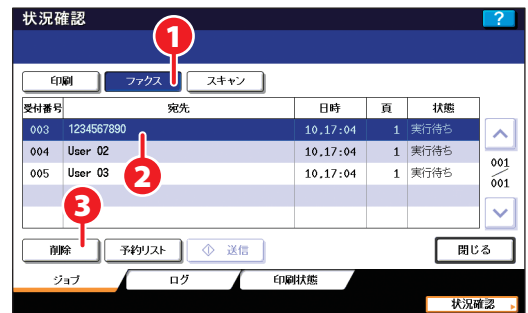 状況確認 ?
1
印刷 ファクス スキャン
受付番号 宛先 日時 頁 状態
003 1234567890 10,17:04 1 実行待ち
004 User 02 10,17:04 1 実行待ち
005 User 03 10,17:04 1 実行待ち
2
001
001
3
削除 予約リスト 送信 閉じる
ジョブ ログ 印刷状態
状況確認